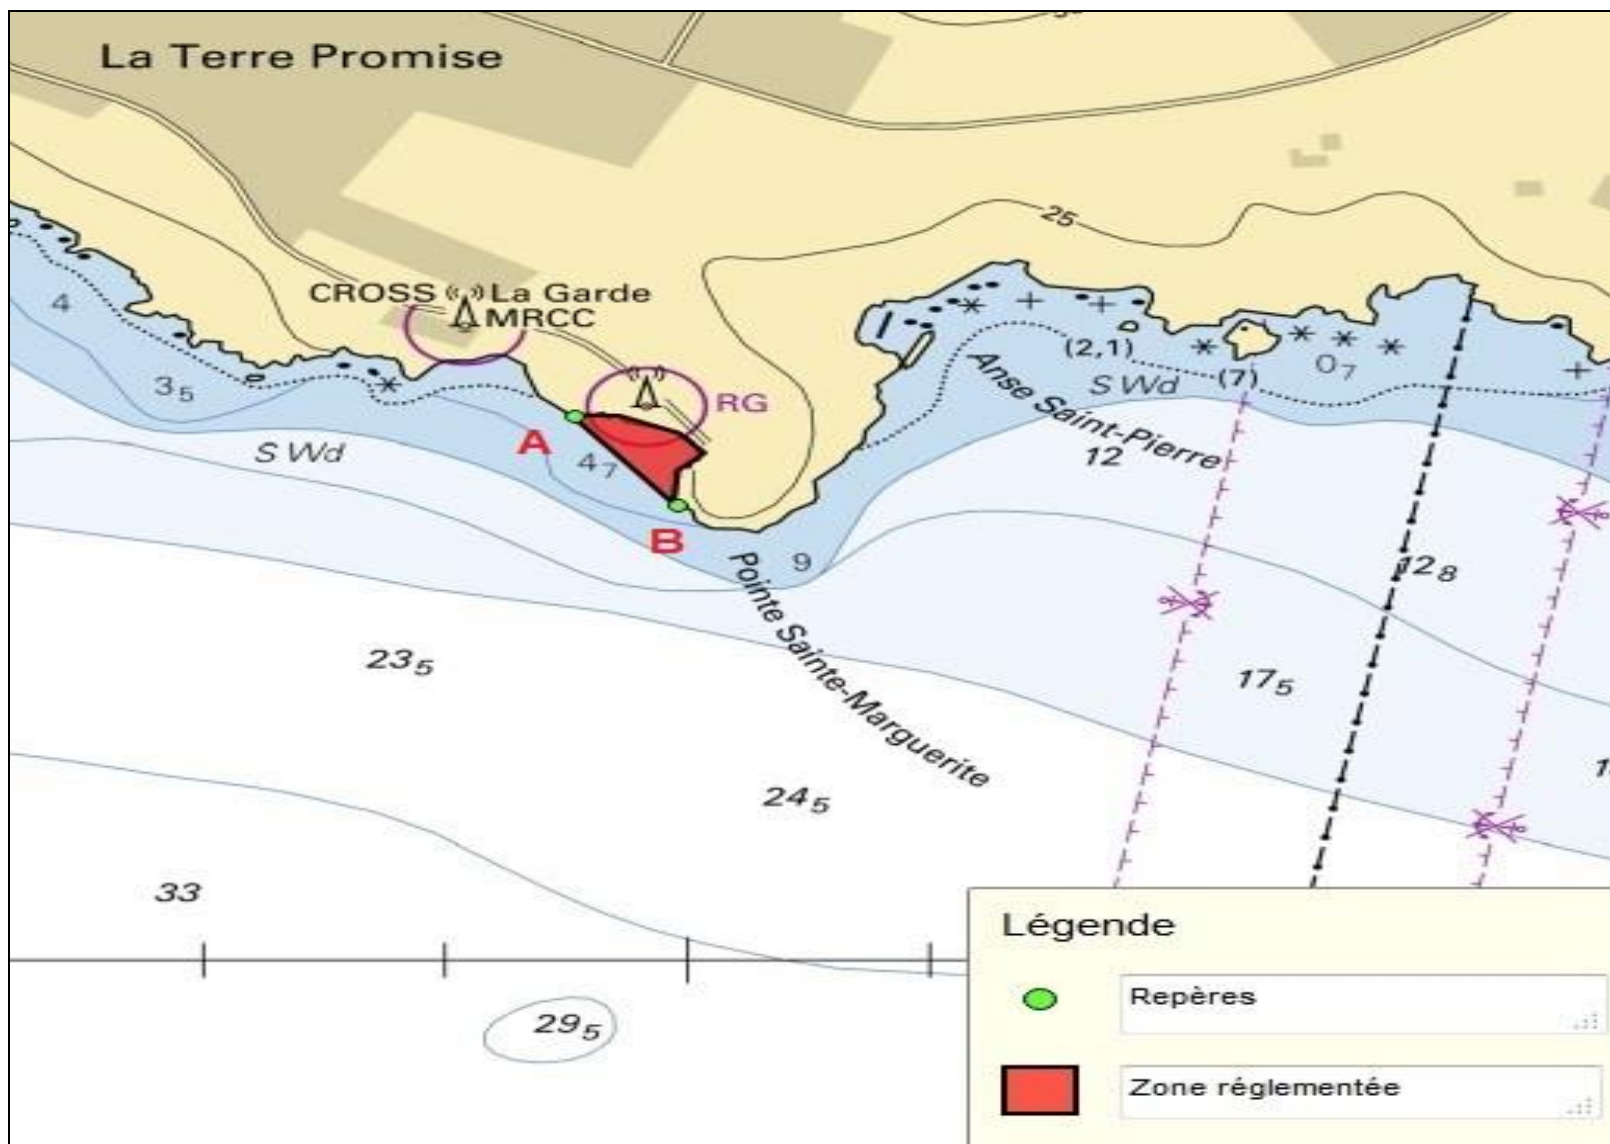 La Terre Promise
25
CROSS La Garde
MRCC
4
(2,1)
S Wd
(7)
0₇
3₅
RG
Anse Saint-Pierre
A
S Wd
4₇
12
B
9
Pointe Sainte-Marguerite
12₈
23₅
17₅
24₅
33
Légende
29₅
Repères
Zone réglementée